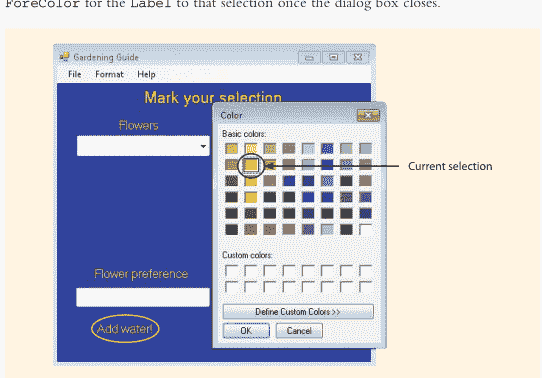 ForeColor for the Label to that selection once the dialog box closes.
Gardening Guide
File Format Help
Mark your selection
Color
Flowers
Basic colors:
Current selection
Custom colors:
Flower preference
Define Custom Colors >>
Add water!
OK Cancel